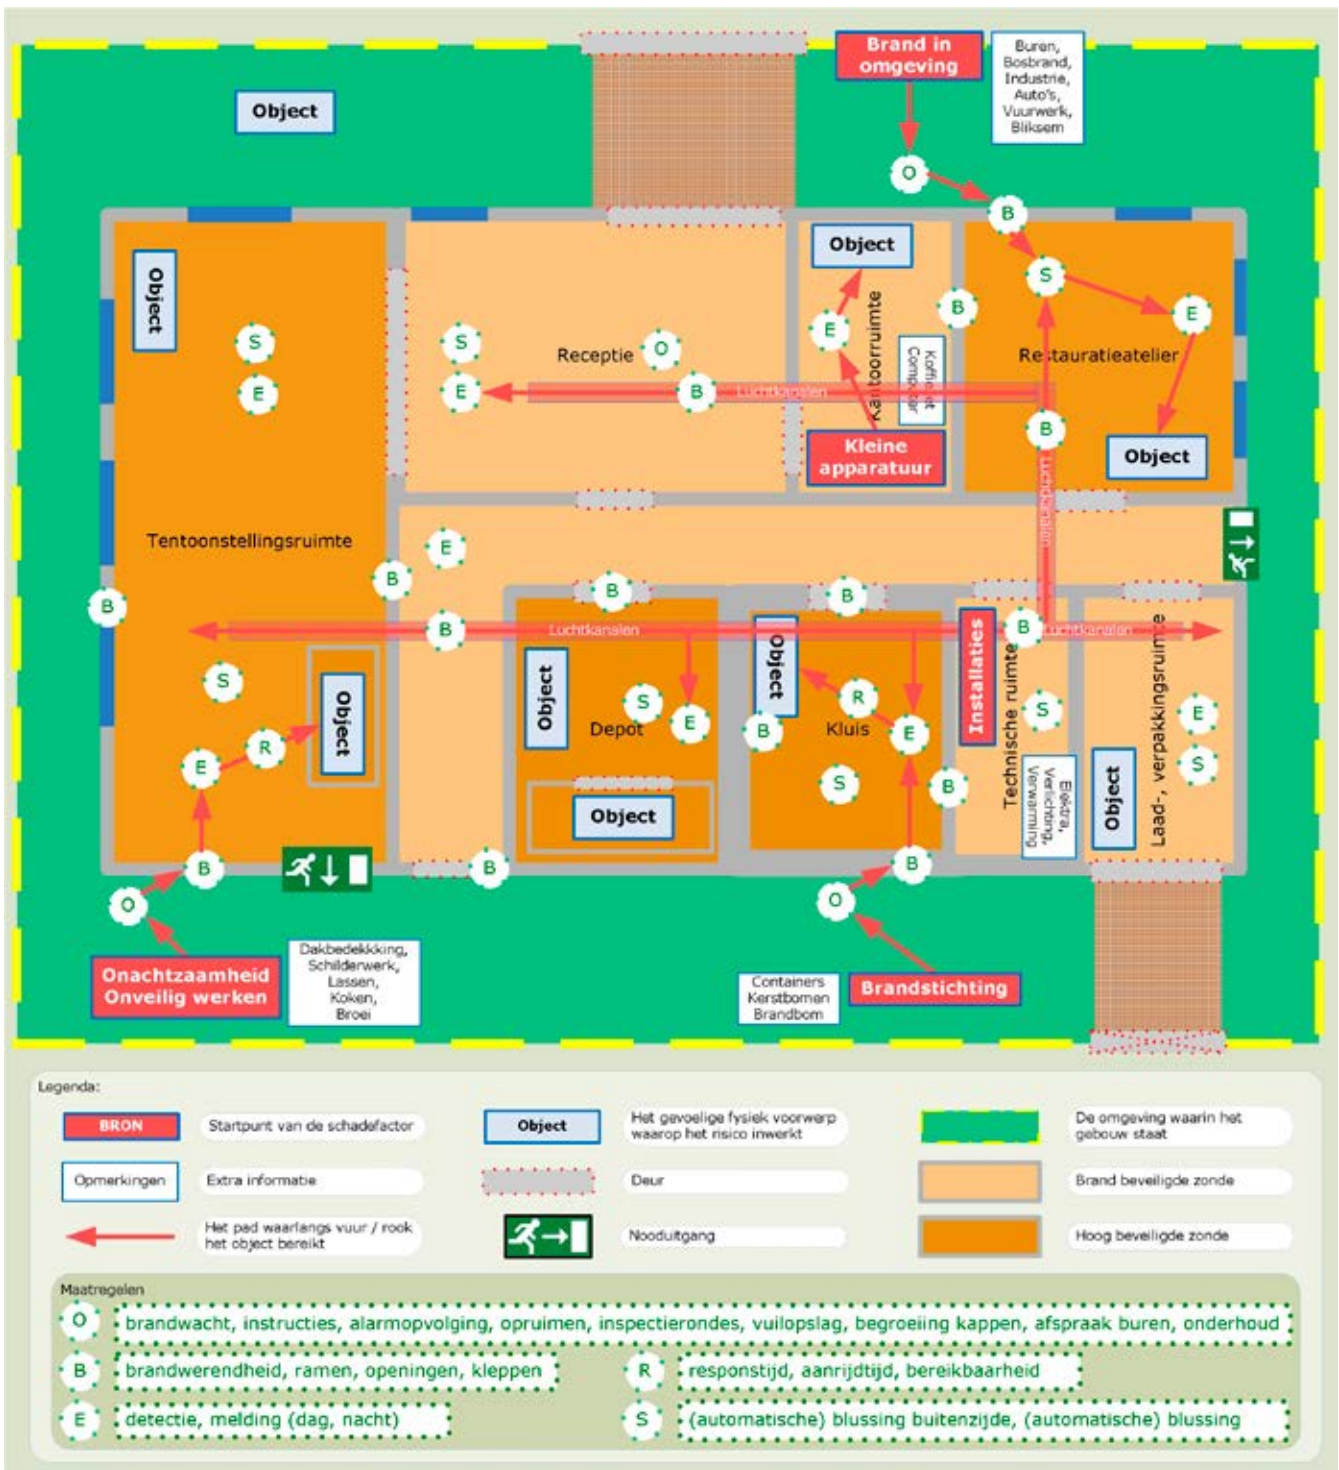 Brand in
omgeving
Buren,
Bosbrand,
Industrie,
Auto's,
Vuurwerk,
Bliksem
Object
O
B
Object
Object
S
E
S
E
S
E
Receptie
O
B
Luchtkanalen
E
Kantoorruimte
B
Computer
Restauratieatelier
Kleine
apparatuur
B
Object
Luchtkanalen
Tentoonstellingsruimte
E
B
B
B
B
B
Luchtkanalen
Installaties
B
Luchtkanalen
S
Object
E
R
Object
S
E
Depot
Object
Object
R
B
Kluis
E
S
B
Technische ruimte
S
Elektra,
Verlichting,
Verwarming
Laad-, verpakkingsruimte
E
S
Object
B
B
B
O
O
Onachtzaamheid
Onveilig werken
Dakbedekkking,
Schilderwerk,
Lassen,
Koken,
Broei
Containers
Kerstbomen
Brandbom
Brandstichting
Legenda:
BRON
Startpunt van de schadefactor
Object
Het gevoelige fysiek voorwerp
waarop het risico inwerkt
De omgeving waarin het
gebouw staat
Opmerkingen
Extra informatie
Deur
Brand beveiligde zonde
Het pad waarlangs vuur / rook
het object bereikt
Nooduitgang
Hoog beveiligde zonde
Maatregelen
O brandwacht, instructies, alarmopvolging, opruimen, inspectierondes, vuilopslag, begroeiing kappen, afspraak buren, onderhoud
B brandwerendheid, ramen, openingen, kleppen
R responstijd, aanrijdtijd, bereikbaarheid
E detectie, melding (dag, nacht)
S (automatische) blussing buitenzijde, (automatische) blussing